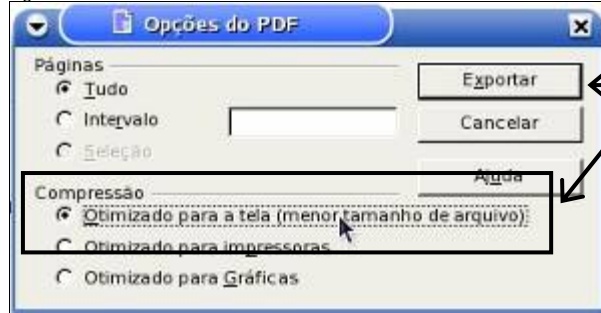 Opções do PDF
Páginas
Tudo
Exportar
Intervalo
Cancelar
Seleção
Ajuda
Compressão
Otimizado para a tela (menor tamanho de arquivo)
Otimizado para impressoras
Otimizado para Gráficas